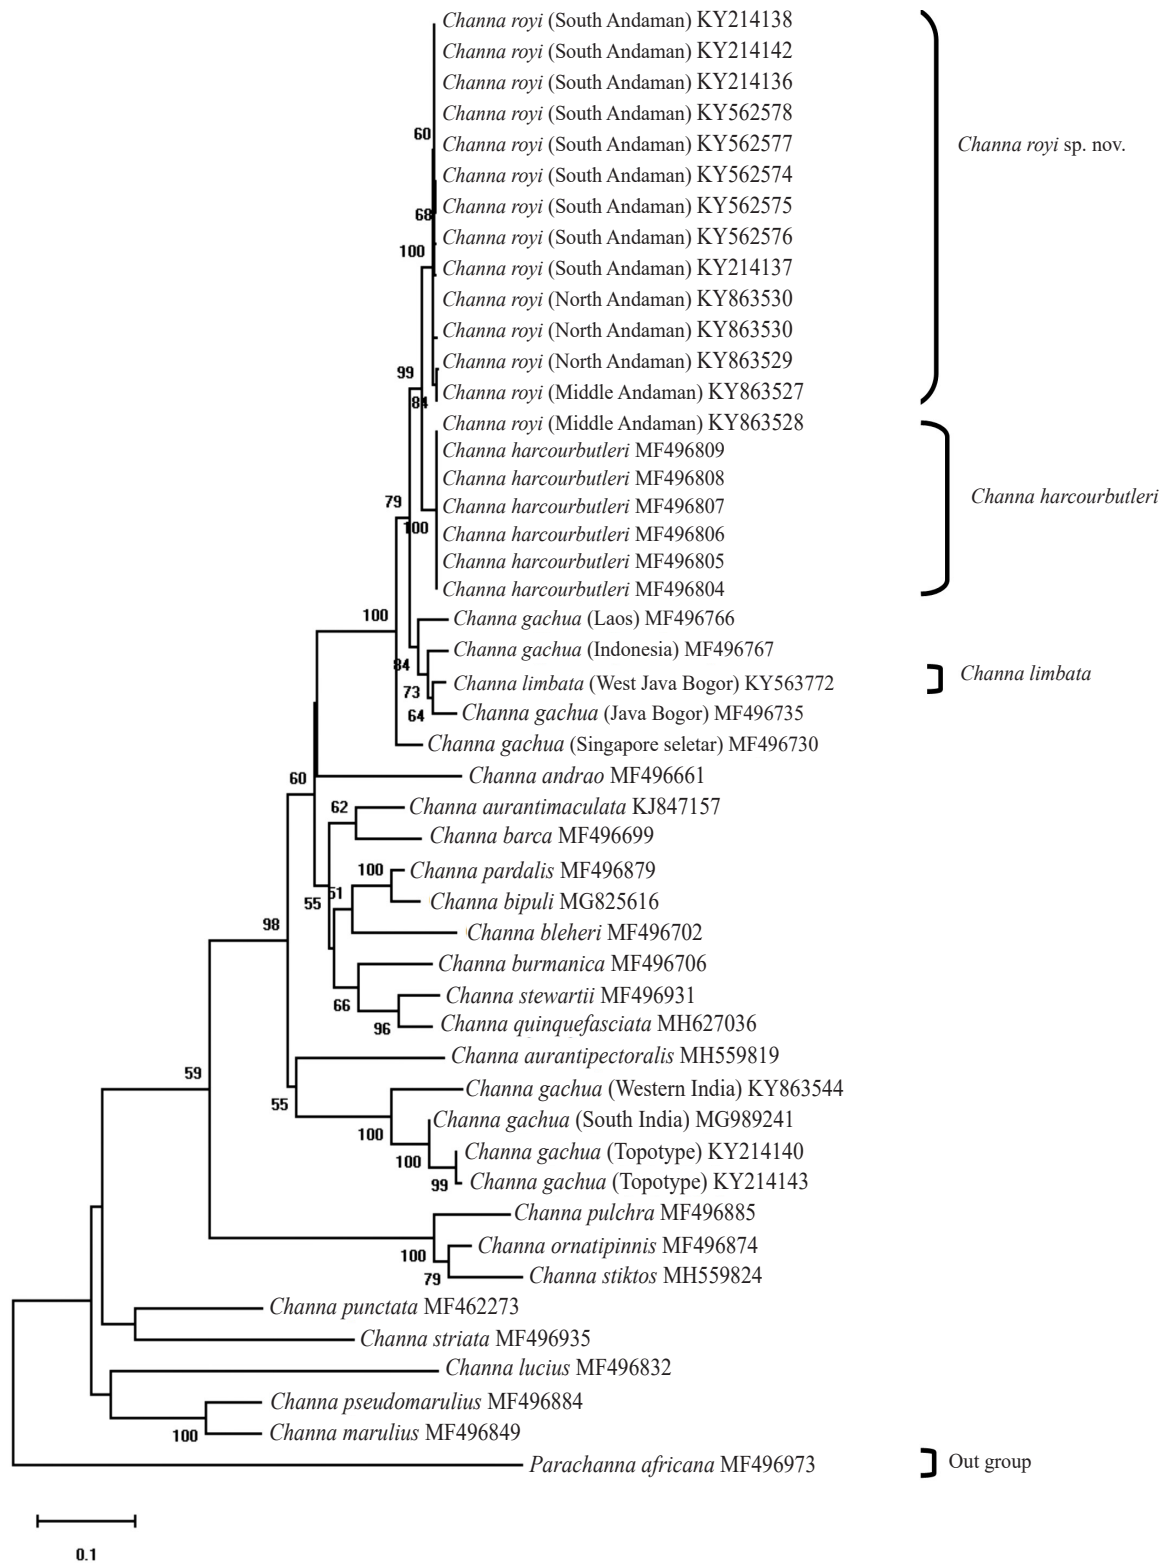 Channa royi (South Andaman) KY214138
Channa royi (South Andaman) KY214142
Channa royi (South Andaman) KY214136
Channa royi (South Andaman) KY562578
60
Channa royi (South Andaman) KY562577
Channa royi sp. nov.
Channa royi (South Andaman) KY562574
Channa royi (South Andaman) KY562575
68
Channa royi (South Andaman) KY562576
100
Channa royi (South Andaman) KY214137
Channa royi (North Andaman) KY863530
Channa royi (North Andaman) KY863530
Channa royi (North Andaman) KY863529
99
Channa royi (Middle Andaman) KY863527
84
Channa royi (Middle Andaman) KY863528
Channa harcourbutleri MF496809
Channa harcourbutleri MF496808
79
Channa harcourbutleri MF496807
Channa harcourbutleri
100
Channa harcourbutleri MF496806
Channa harcourbutleri MF496805
Channa harcourbutleri MF496804
100
Channa gachua (Laos) MF496766
Channa gachua (Indonesia) MF496767
84
Channa limbata
Channa limbata (West Java Bogor) KY563772
73
Channa gachua (Java Bogor) MF496735
64
Channa gachua (Singapore seletar) MF496730
60
Channa andrao MF496661
62
Channa aurantimaculata KJ847157
Channa barca MF496699
100
Channa pardalis MF496879
51
Channa bipuli MG825616
55
98
Channa bleheri MF496702
Channa burmanica MF496706
Channa stewartii MF496931
66
Channa quinquefasciata MH627036
96
Channa aurantipectoralis MH559819
59
Channa gachua (Western India) KY863544
55
Channa gachua (South India) MG989241
100
Channa gachua (Topotype) KY214140
100
Channa gachua (Topotype) KY214143
99
Channa pulchra MF496885
Channa ornatipinnis MF496874
100
Channa stiktos MH559824
79
Channa punctata MF462273
Channa striata MF496935
Channa lucius MF496832
Channa pseudomarulius MF496884
Channa marulius MF496849
100
Parachanna africana MF496973
Out group
0.1